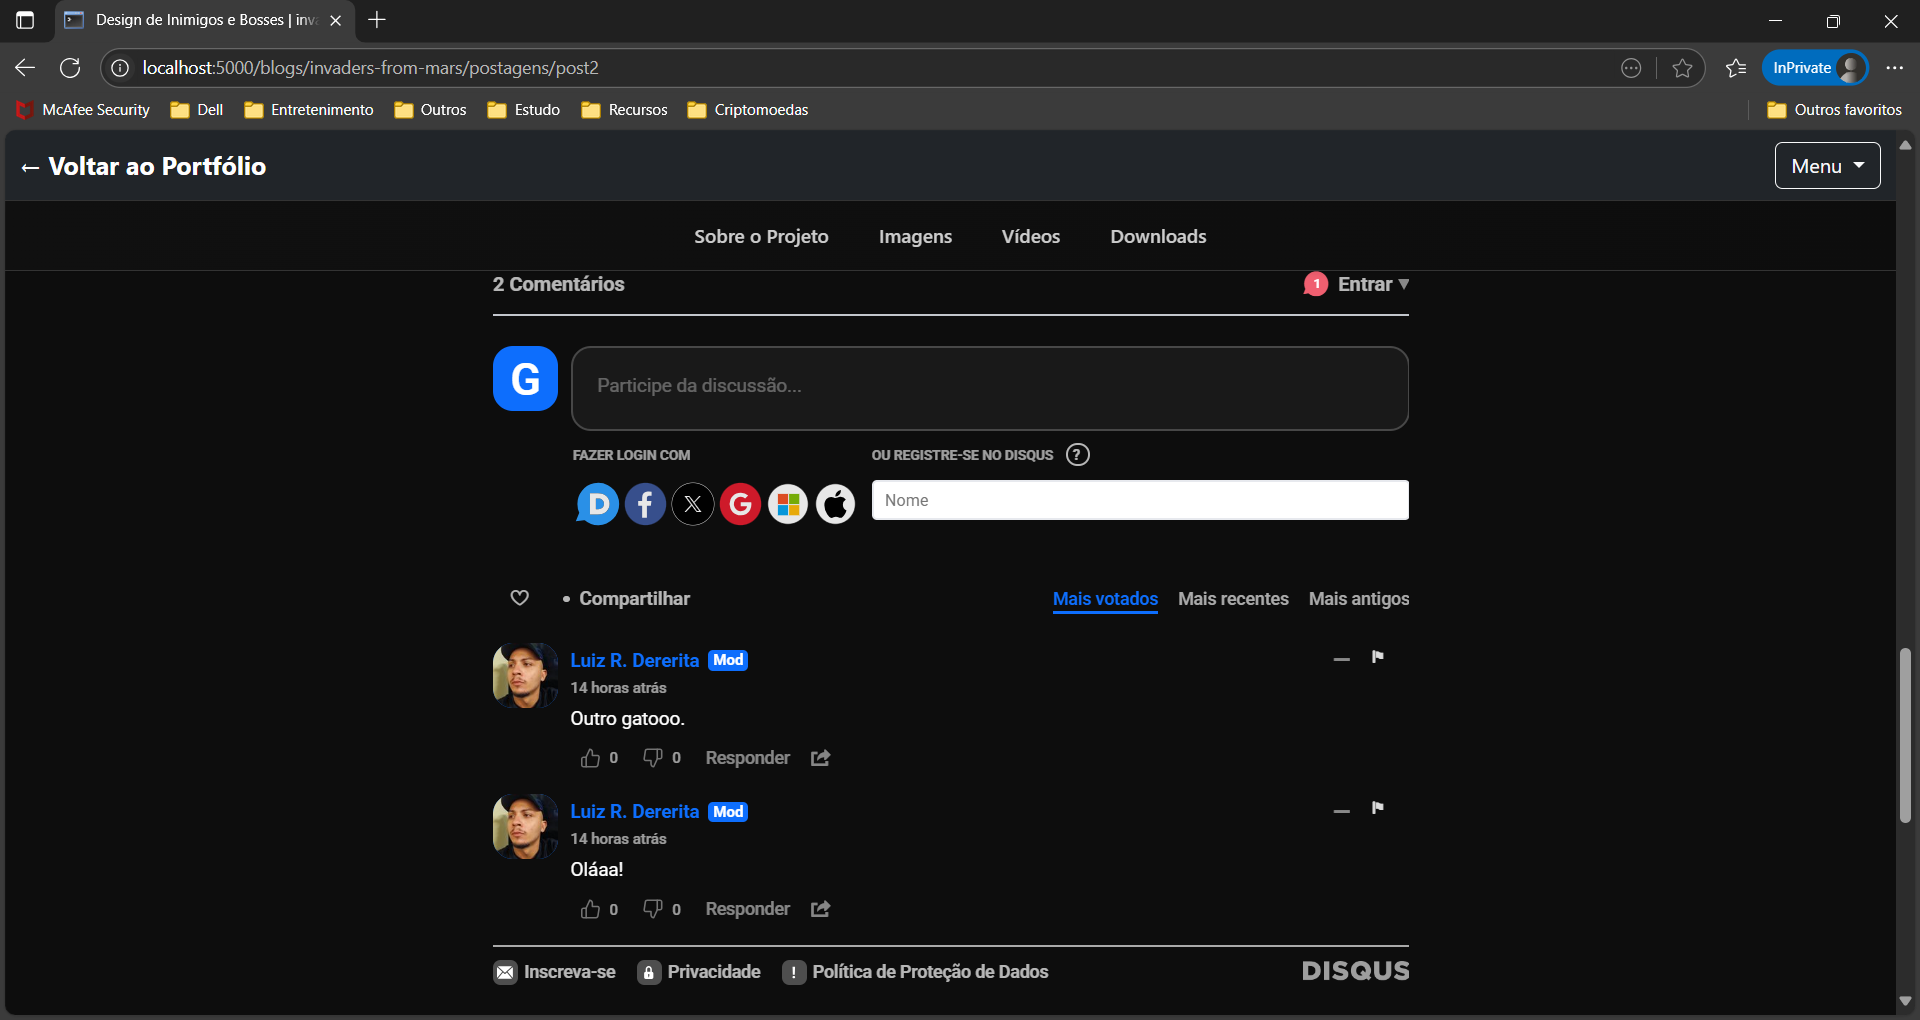 Design de Inimigos e Bosses | inv
localhost:5000/blogs/invaders-from-mars/postagens/post2
InPrivate
McAfee Security
Dell
Entretenimento
Outros
Estudo
Recursos
Criptomoedas
Outros favoritos
← Voltar ao Portfólio
Menu
Sobre o Projeto
Imagens
Vídeos
Downloads
2 Comentários
1
Entrar
G
Participe da discussão...
FAZER LOGIN COM
OU REGISTRE-SE NO DISQUS ?
D f X G
Nome
• Compartilhar
Mais votados
Mais recentes
Mais antigos
Luiz R. Dererita Mod
14 horas atrás
Outro gatooo.
0 0 Responder
Luiz R. Dererita Mod
14 horas atrás
Oláaa!
0 0 Responder
Inscreva-se
Privacidade
! Política de Proteção de Dados
DISQUS